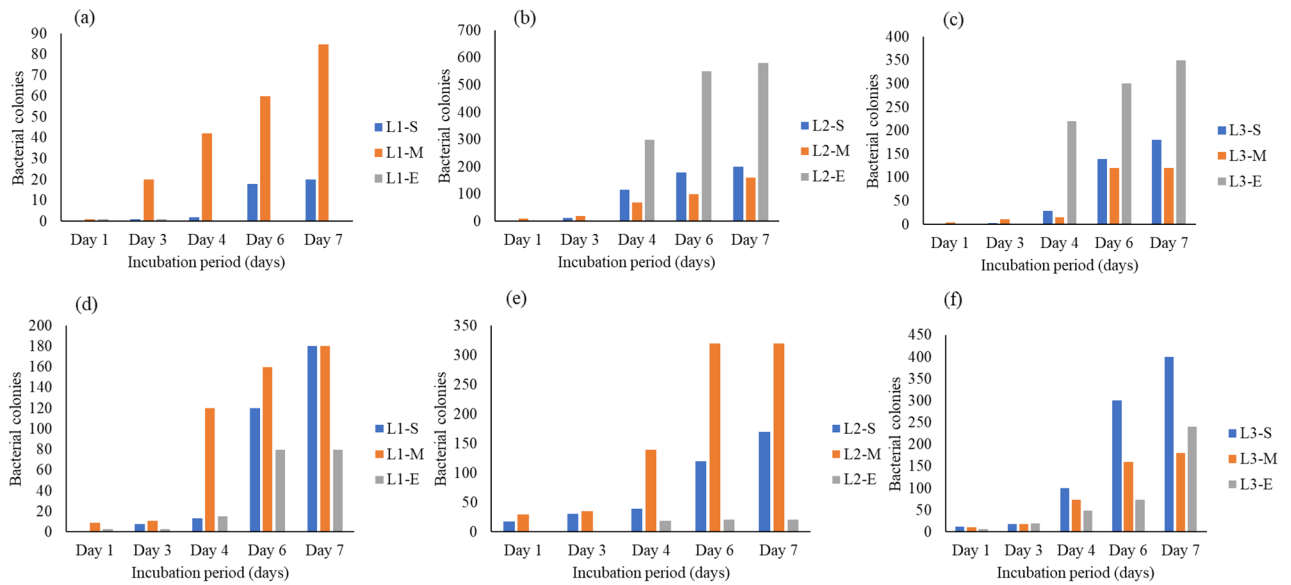 (a)
90
80
70
60
50
40
30
20
10
0
Bacterial colonies
Day 1 Day 3 Day 4 Day 6 Day 7
Incubation period (days)
L1-S
L1-M
L1-E
(b)
700
600
500
400
300
200
100
0
Bacterial colonies
Day 1 Day 3 Day 4 Day 6 Day 7
Incubation period (days)
L2-S
L2-M
L2-E
(c)
400
350
300
250
200
150
100
50
0
Bacterial colonies
Day 1 Day 3 Day 4 Day 6 Day 7
Incubation period (days)
L3-S
L3-M
L3-E
(d)
200
180
160
140
120
100
80
60
40
20
0
Bacterial colonies
Day 1 Day 3 Day 4 Day 6 Day 7
Incubation period (days)
L1-S
L1-M
L1-E
(e)
350
300
250
200
150
100
50
0
Bacterial colonies
Day 1 Day 3 Day 4 Day 6 Day 7
Incubation period (days)
L2-S
L2-M
L2-E
(f)
450
400
350
300
250
200
150
100
50
0
Bacterial colonies
Day 1 Day 3 Day 4 Day 6 Day 7
Incubation period (days)
L3-S
L3-M
L3-E